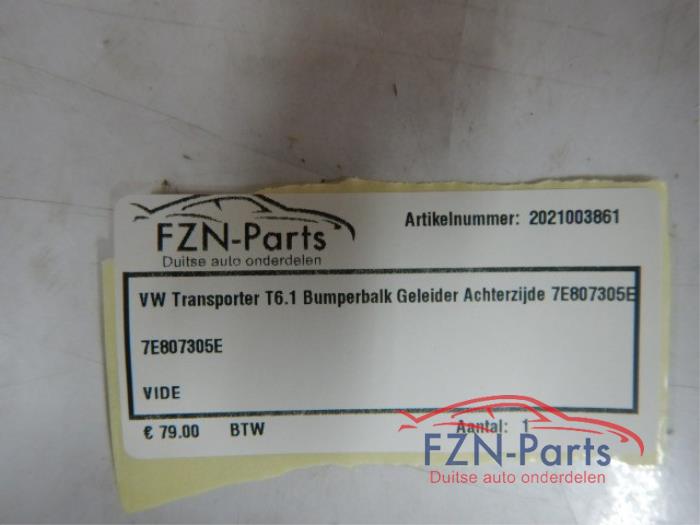 FZN-Parts
Duitse auto onderdelen
Artikelnummer: 2021003861
VW Transporter T6.1 Bumperbalk Geleider Achterzijde 7E807305E
7E807305E
VIDE
€ 79.00 BTW Aantal: 1
FZN-Parts
Duitse auto onderdelen